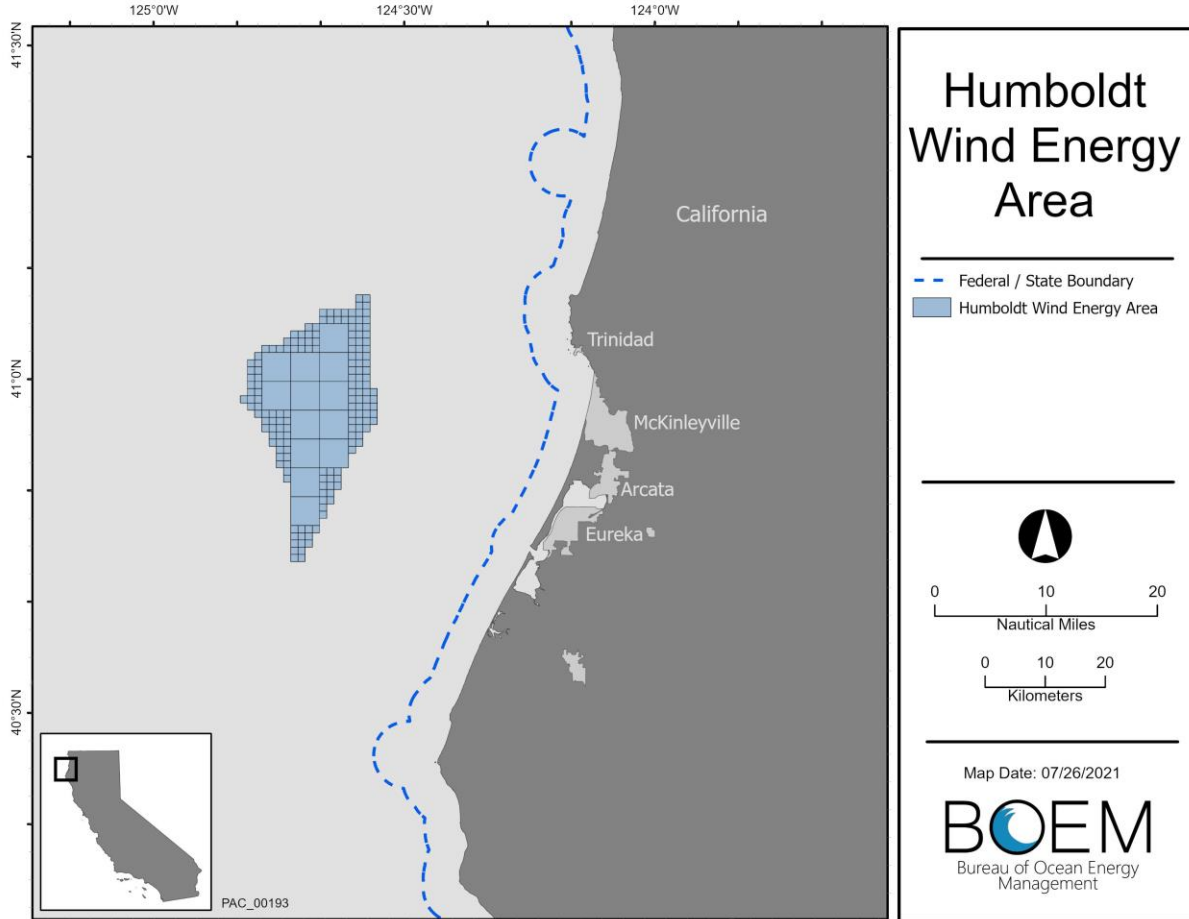 125°0'W
124°30'W
124°0'W
41°30'N
41°0'N
40°30'N
California
Trinidad
McKinleyville
Arcata
Eureka
PAC_00193
Humboldt
Wind Energy
Area
Federal / State Boundary
Humboldt Wind Energy Area
0 10 20
Nautical Miles
0 10 20
Kilometers
Map Date: 07/26/2021
BOEM
Bureau of Ocean Energy
Management